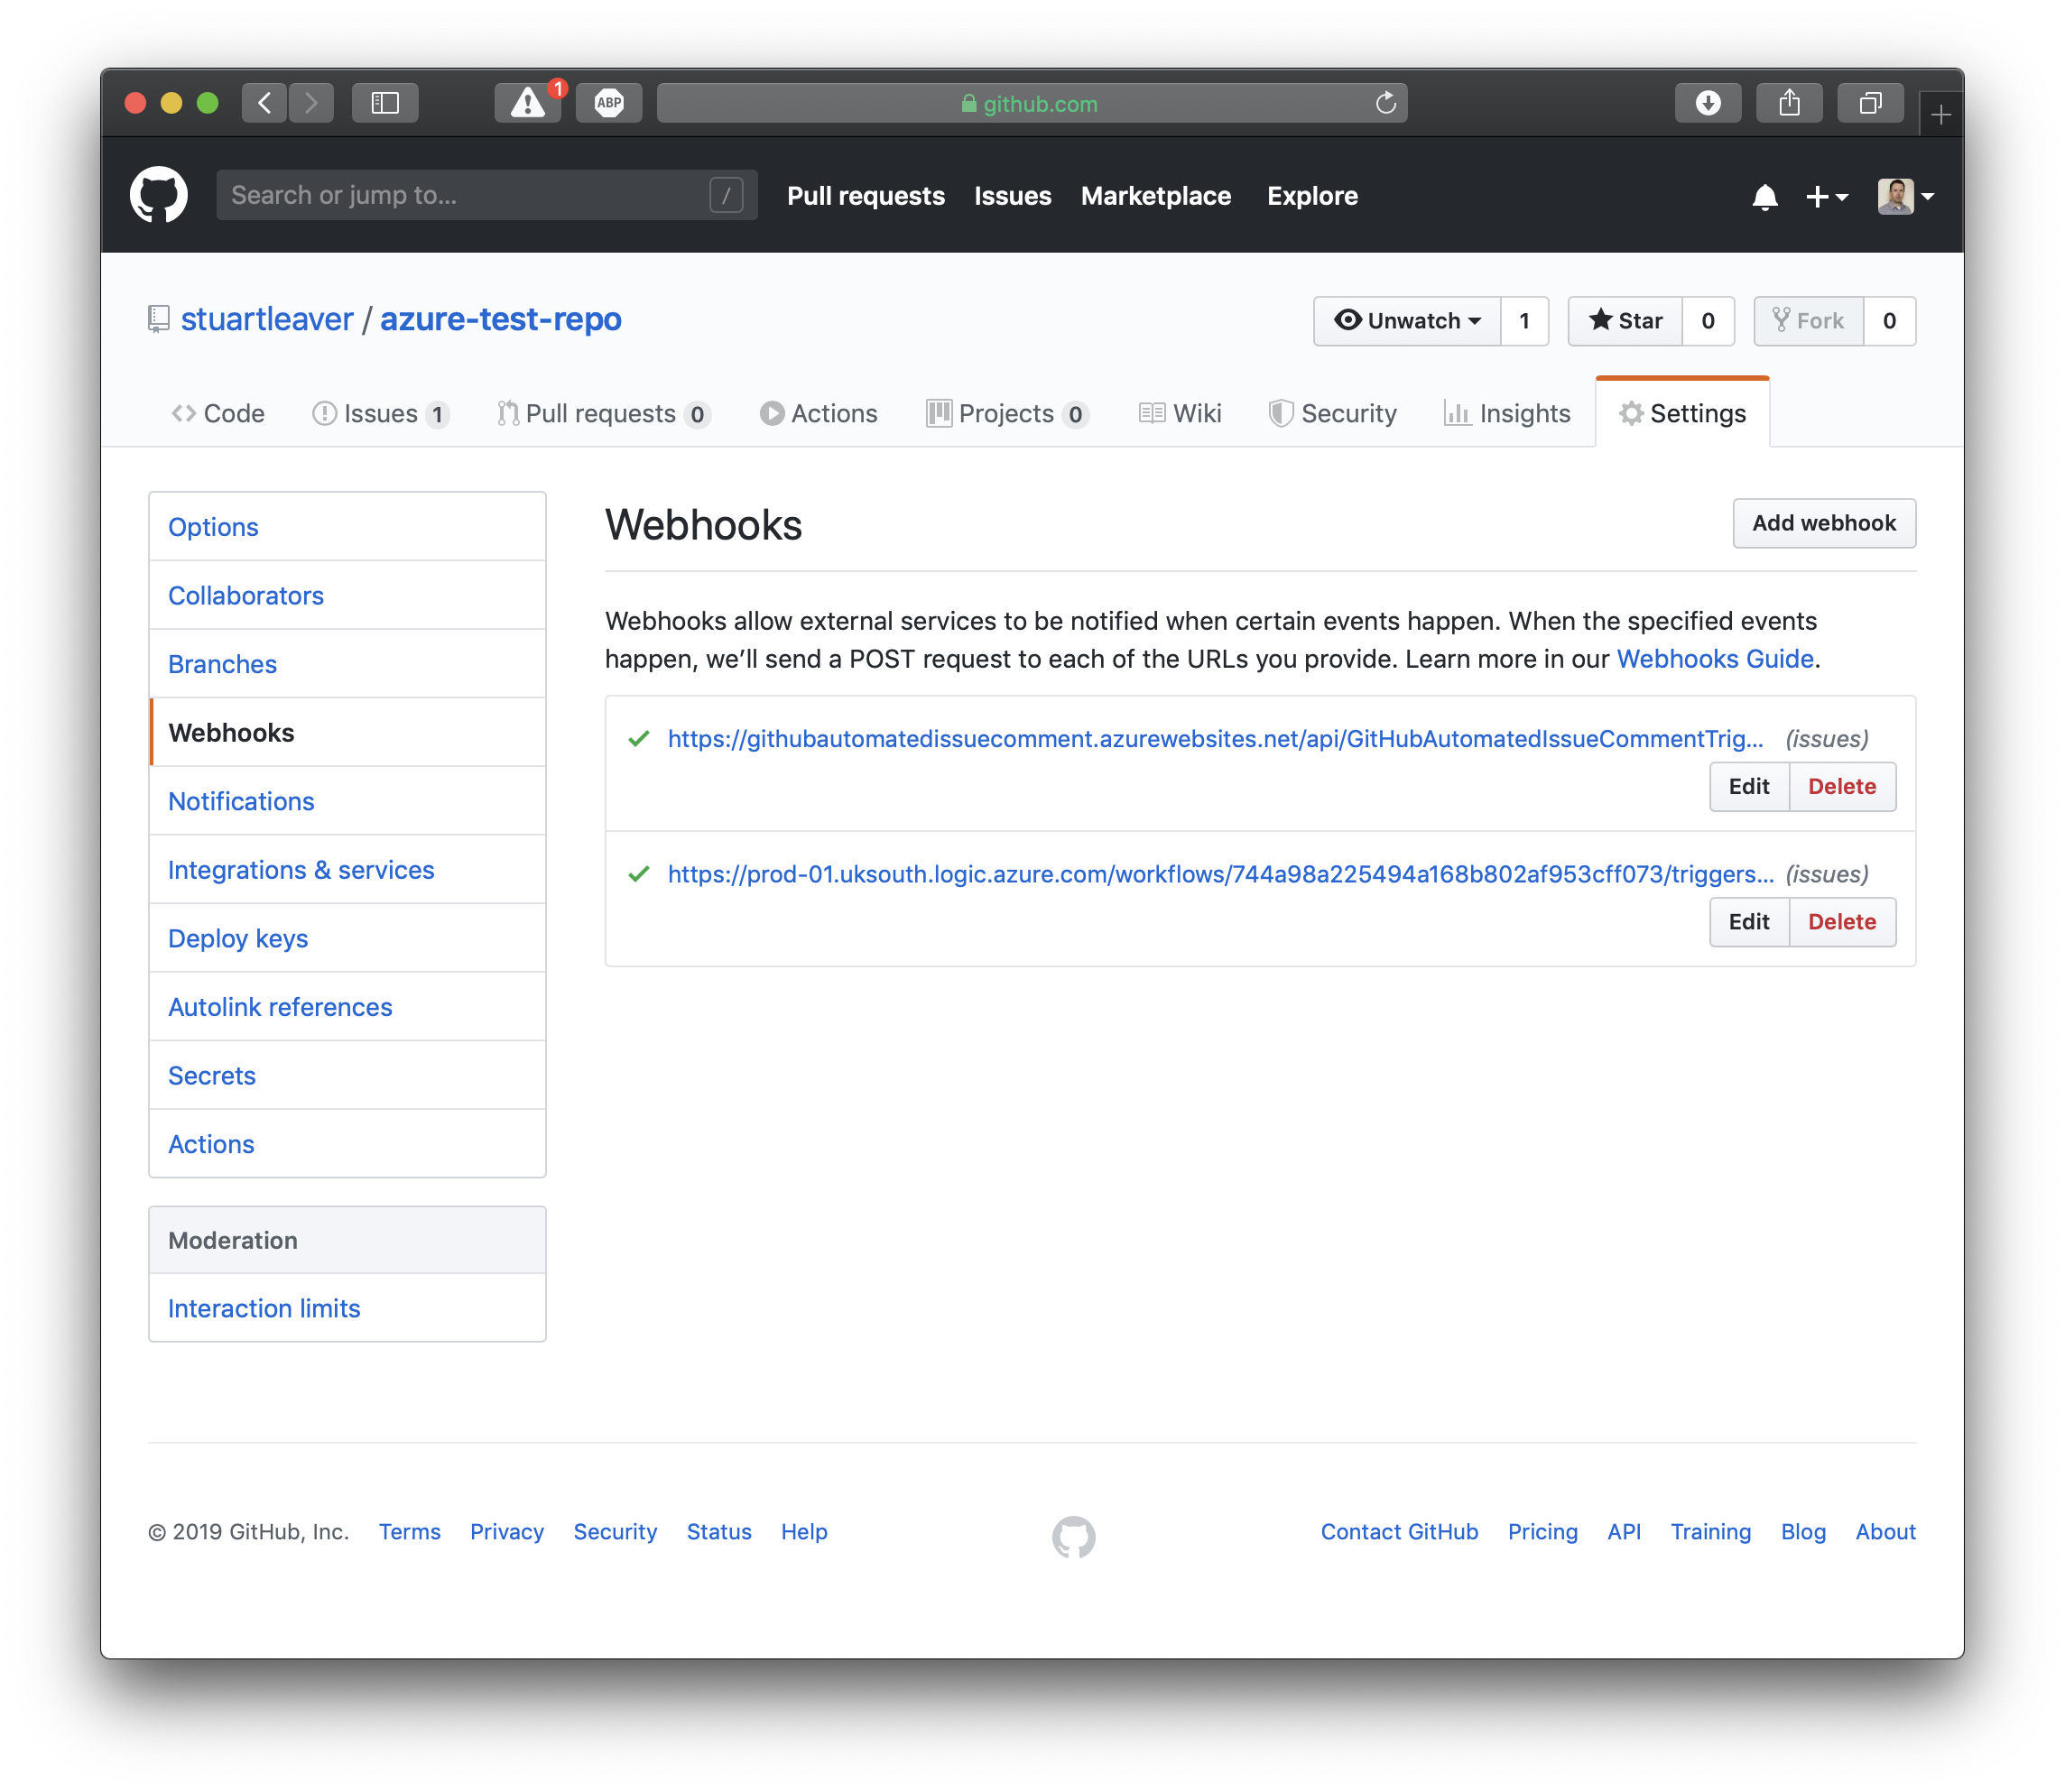 1
ABP
github.com
Search or jump to... /
Pull requests Issues Marketplace Explore
stuartleaver / azure-test-repo
Unwatch 1 Star 0 Fork 0
Code Issues 1 Pull requests 0 Actions Projects 0 Wiki Security Insights Settings
Options
Collaborators
Branches
Webhooks
Notifications
Integrations & services
Deploy keys
Autolink references
Secrets
Actions
Moderation
Interaction limits
Webhooks
Add webhook
Webhooks allow external services to be notified when certain events happen. When the specified events
happen, we’ll send a POST request to each of the URLs you provide. Learn more in our Webhooks Guide.
https://githubautomatedissuecomment.azurewebsites.net/api/GitHubAutomatedIssueCommentTrig... (issues)
Edit Delete
https://prod-01.uksouth.logic.azure.com/workflows/744a98a225494a168b802af953cff073/triggers... (issues)
Edit Delete
© 2019 GitHub, Inc. Terms Privacy Security Status Help
Contact GitHub Pricing API Training Blog About